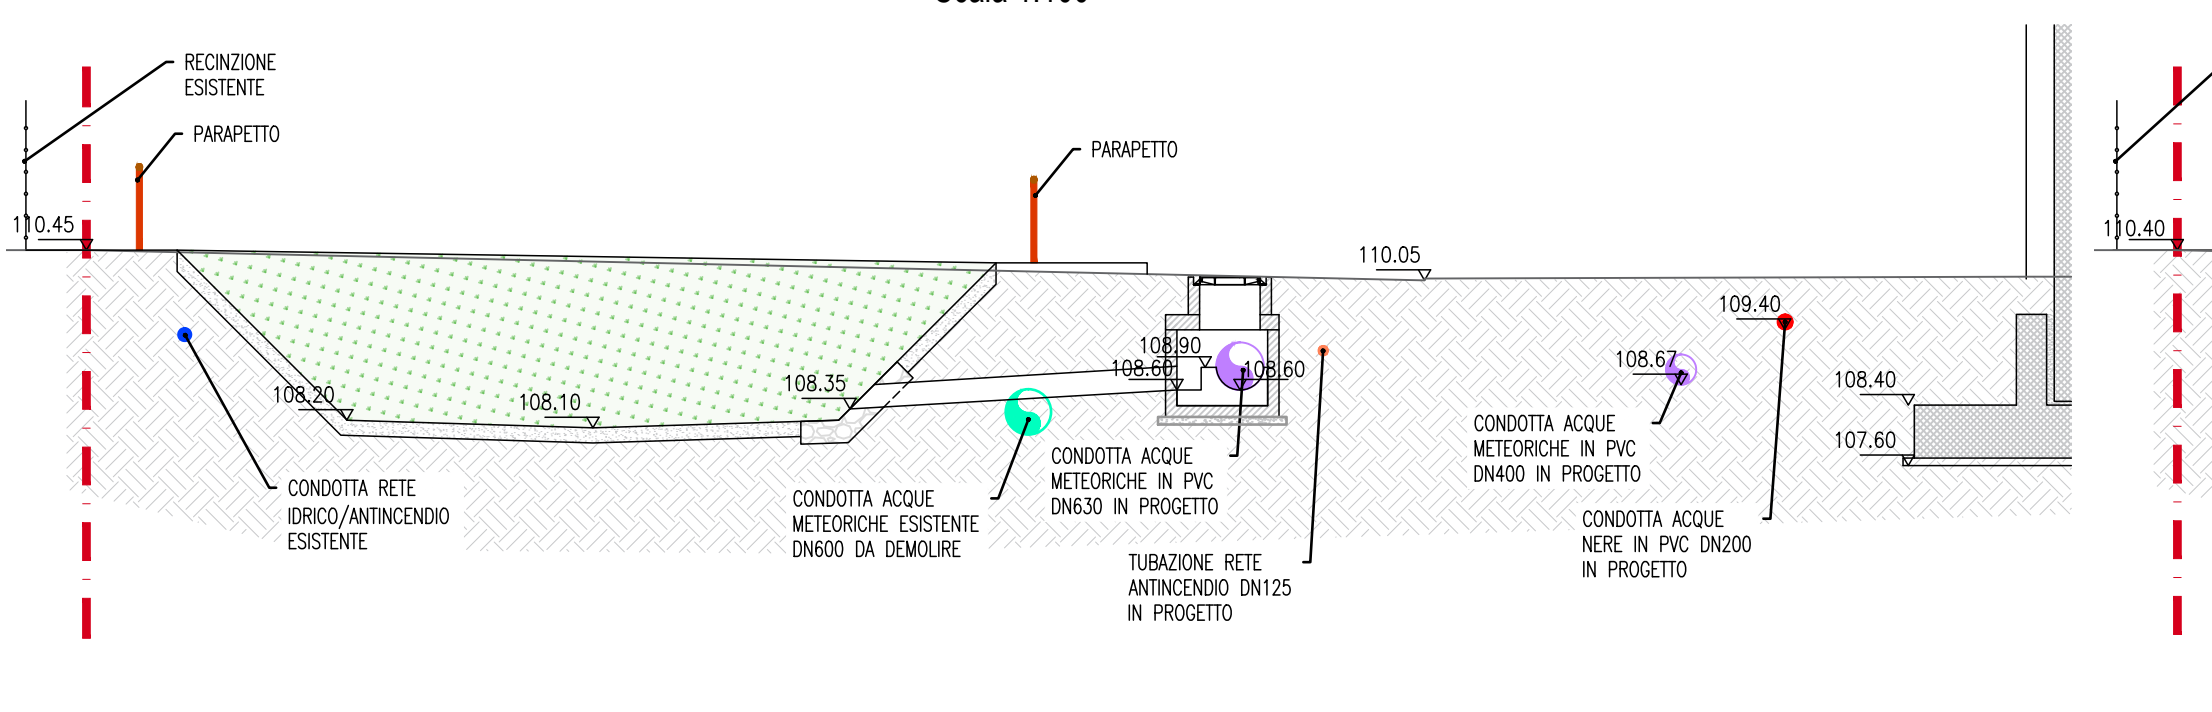 RECINZIONE
ESISTENTE
PARAPETTO
PARAPETTO
110.45
110.05
110.40
109.40
108.90
108.60
108.60
108.67
108.35
108.20
108.10
108.40
107.60
CONDOTTA RETE
IDRICO/ANTINCENDIO
ESISTENTE
CONDOTTA ACQUE
METEORICHE ESISTENTE
DN600 DA DEMOLIRE
CONDOTTA ACQUE
METEORICHE IN PVC
DN630 IN PROGETTO
TUBAZIONE RETE
ANTINCENDIO DN125
IN PROGETTO
CONDOTTA ACQUE
METEORICHE IN PVC
DN400 IN PROGETTO
CONDOTTA ACQUE
NERE IN PVC DN200
IN PROGETTO